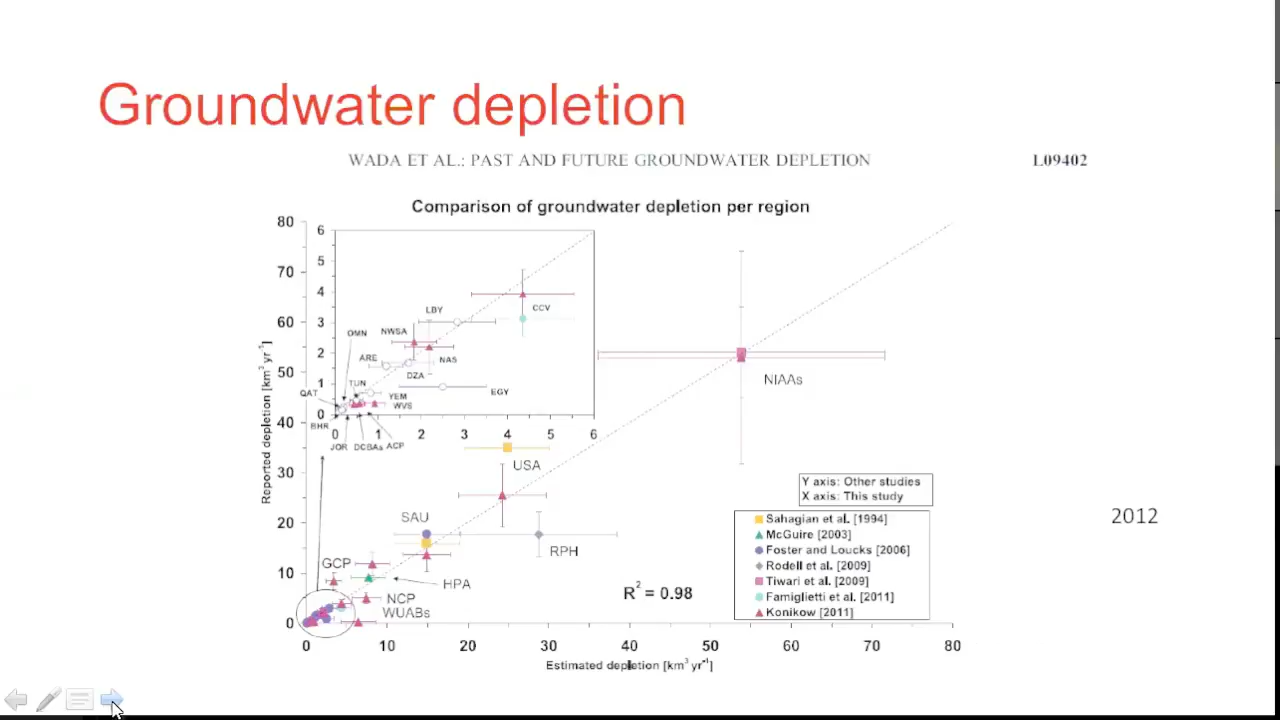 Groundwater depletion
WADA ET AL.: PAST AND FUTURE GROUNDWATER DEPLETION L09402
Comparison of groundwater depletion per region
Reported depletion [km³ yr⁻¹]
80
70
60
50
40
30
20
10
0
6
5
4
3
2
1
0
0 1 2 3 4 5 6
LBY
CCV
OMN
NWSA
ARE
NAS
DZA
TUN
EGY
QAT
YEM
WVS
BHR
JOR
ACP
USA
NIAAs
SAU
RPH
GCP
HPA
NCP
WUABs
Y axis: Other studies
X axis: This study
Sahagian et al. [1994]
McGuire [2003]
Foster and Loucks [2006]
Rodell et al. [2009]
Tiwari et al. [2009]
Famiglietti et al. [2011]
Konikow [2011]
R² = 0.98
2012
0 10 20 30 40 50 60 70 80
Estimated depletion [km³ yr⁻¹]